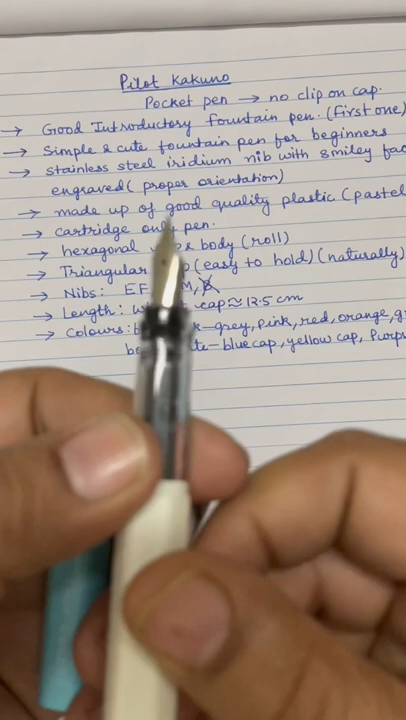 Pilot Kakuno
Pocket pen → no clip on cap.
→ Good Introductory fountain pen. (First one)
→ Simple & cute fountain pen for beginners
→ stainless steel iridium nib with smiley
engraved ( proper orientation)
→ made up of good quality plastic (pastel
→ cartridge only pen.
→ hexagonal & body (roll)
→ Triangular (easy to hold) (naturally)
→ Nibs: EF M, B
→ Length: cap ≈ 12.5 cm
→ Colours: grey, pink, red, orange,
blue cap, yellow cap,